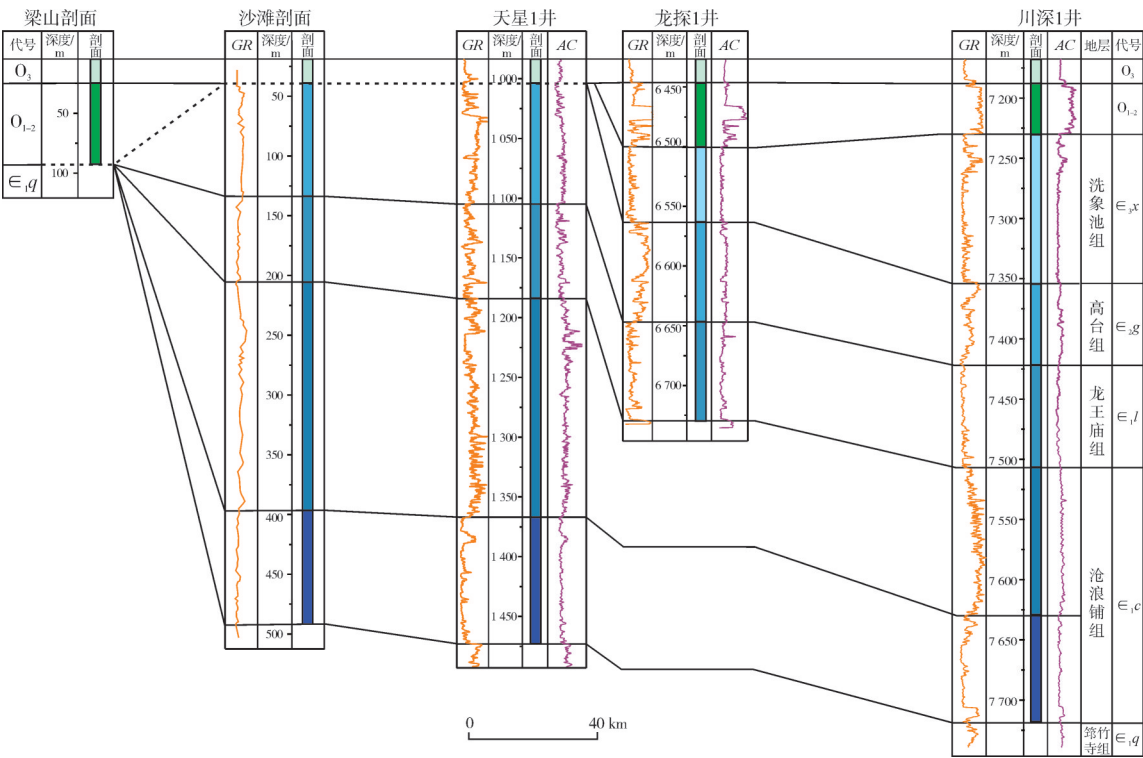 梁山剖面
沙滩剖面
天星1井
龙探1井
川深1井
代号
深度/m
剖面
O₃
O₁₋₂
∈₁q
50
100
GR
深度/m
剖面
50
100
150
200
250
300
350
400
450
500
GR
深度/m
剖面
AC
1 000
1 050
1 100
1 150
1 200
1 250
1 300
1 350
1 400
1 450
GR
深度/m
剖面
AC
6 450
6 500
6 550
6 600
6 650
6 700
GR
深度/m
剖面
AC
地层
代号
7 200
7 250
7 300
7 350
7 400
7 450
7 500
7 550
7 600
7 650
7 700
洗象池组
高台组
龙王庙组
沧浪铺组
筇竹寺组
O₃
O₁₋₂
∈₃x
∈₂g
∈₁l
∈₁c
∈₁q
0
40 km